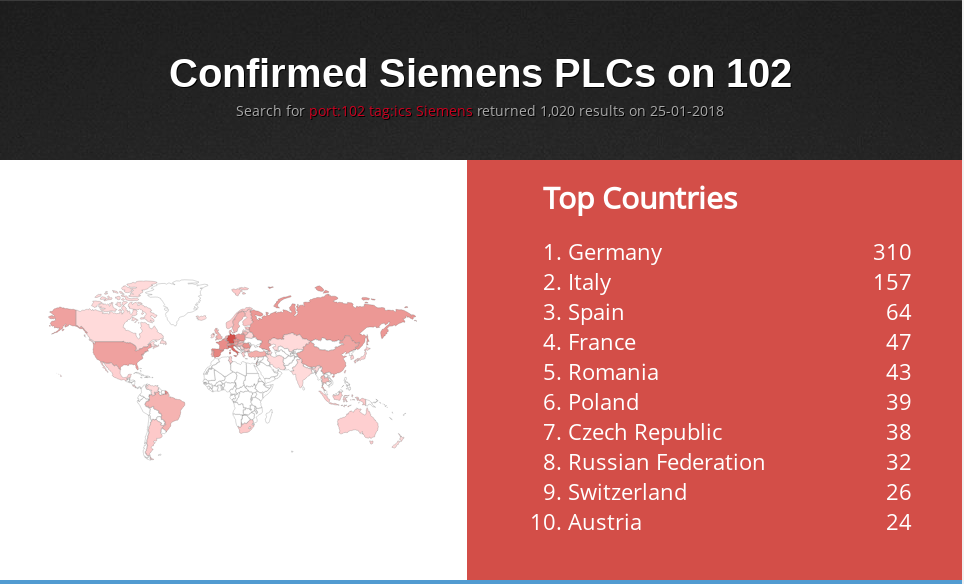 Confirmed Siemens PLCs on 102
Search for port:102 tag:ics Siemens returned 1,020 results on 25-01-2018
Top Countries
1. Germany 310
2. Italy 157
3. Spain 64
4. France 47
5. Romania 43
6. Poland 39
7. Czech Republic 38
8. Russian Federation 32
9. Switzerland 26
10. Austria 24